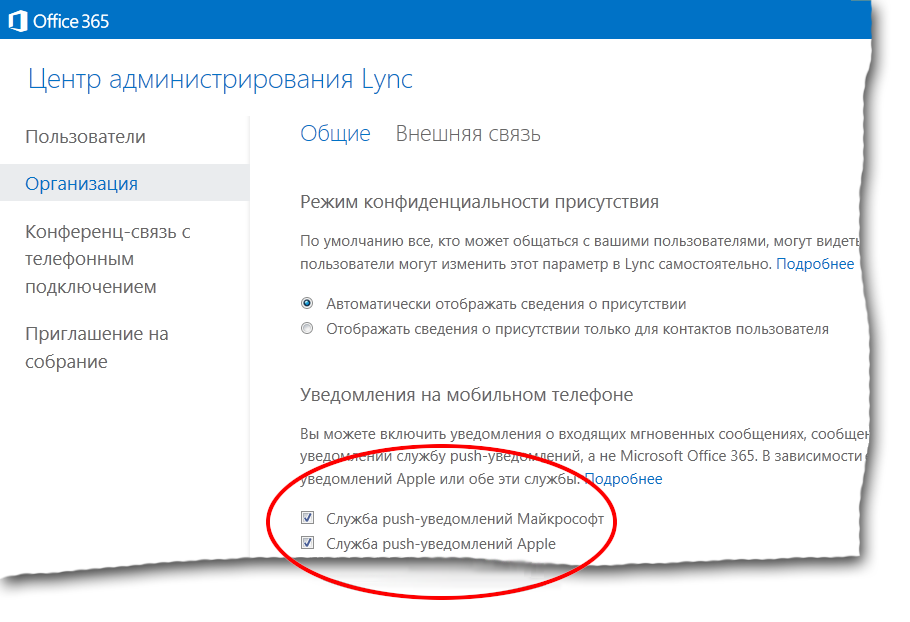 Office 365
Центр администрирования Lync
Пользователи
Организация
Конференц-связь с
телефонным
подключением
Приглашение на
собрание
Общие Внешняя связь
Режим конфиденциальности присутствия
По умолчанию все, кто может общаться с вашими пользователями, могут видеть
пользователи могут изменить этот параметр в Lync самостоятельно. Подробнее
Автоматически отображать сведения о присутствии
Отображать сведения о присутствии только для контактов пользователя
Уведомления на мобильном телефоне
Вы можете включить уведомления о входящих мгновенных сообщениях,
уведомлений службу push-уведомлений, а не Microsoft Office 365. В зависимости
уведомлений Apple или обе эти службы. Подробнее
Служба push-уведомлений Майкрософт
Служба push-уведомлений Apple